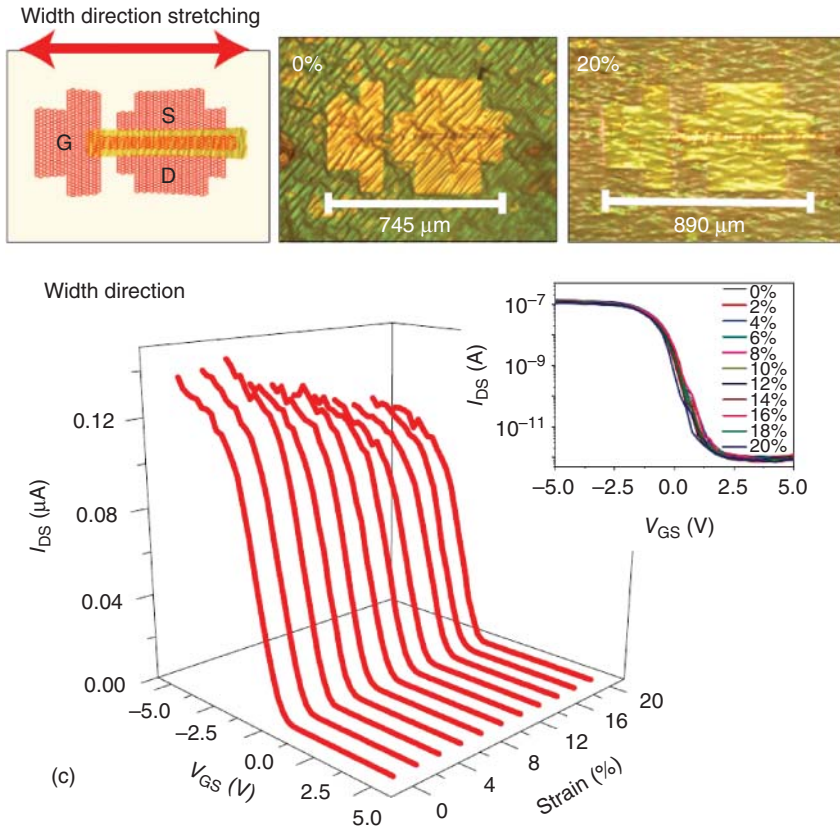 Width direction stretching
G
S
D
0%
745 μm
20%
890 μm
Width direction
I_DS (μA)
0.12
0.08
0.04
0.00
−5.0
−2.5
0.0
2.5
5.0
V_GS (V)
0
4
8
12
16
20
Strain (%)
I_DS (A)
10⁻⁷
10⁻⁹
10⁻¹¹
−5.0 −2.5 0.0 2.5 5.0
V_GS (V)
0%
2%
4%
6%
8%
10%
12%
14%
16%
18%
20%
(c)